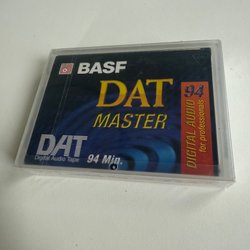 BASF
DAT
MASTER
DAT
Digital Audio Tape
94 Min.
DIGITAL AUDIO 94
for professionals